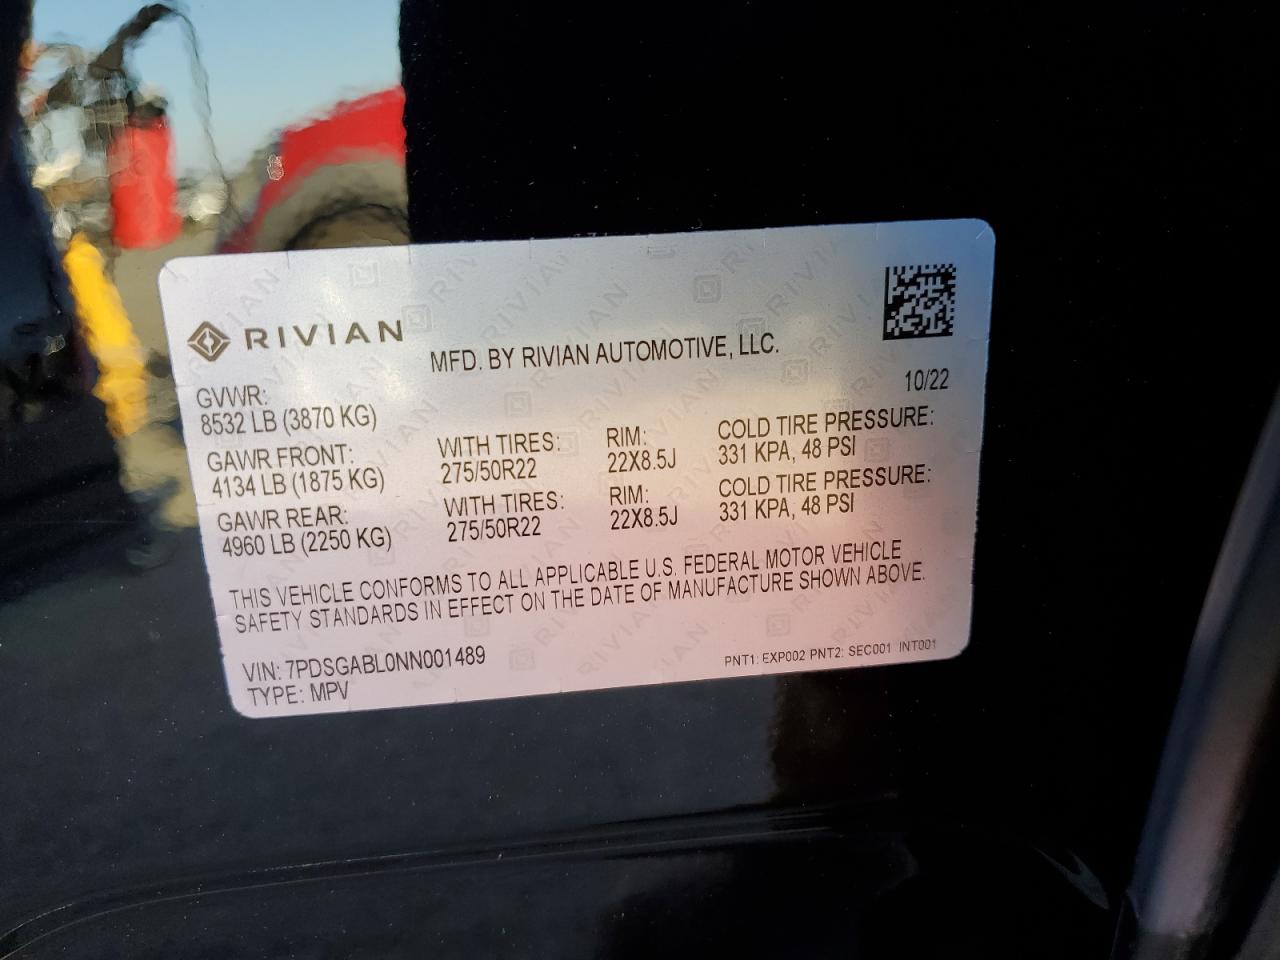 RIVIAN
MFD. BY RIVIAN AUTOMOTIVE, LLC.
10/22
GVWR:
8532 LB (3870 KG)
GAWR FRONT: WITH TIRES: RIM: COLD TIRE PRESSURE:
4134 LB (1875 KG) 275/50R22 22X8.5J 331 KPA, 48 PSI
GAWR REAR: WITH TIRES: RIM: COLD TIRE PRESSURE:
4960 LB (2250 KG) 275/50R22 22X8.5J 331 KPA, 48 PSI
THIS VEHICLE CONFORMS TO ALL APPLICABLE U.S. FEDERAL MOTOR VEHICLE
SAFETY STANDARDS IN EFFECT ON THE DATE OF MANUFACTURE SHOWN ABOVE.
VIN: 7PDSGABL0NN001489
TYPE: MPV
PNT1: EXP002 PNT2: SEC001 INT001